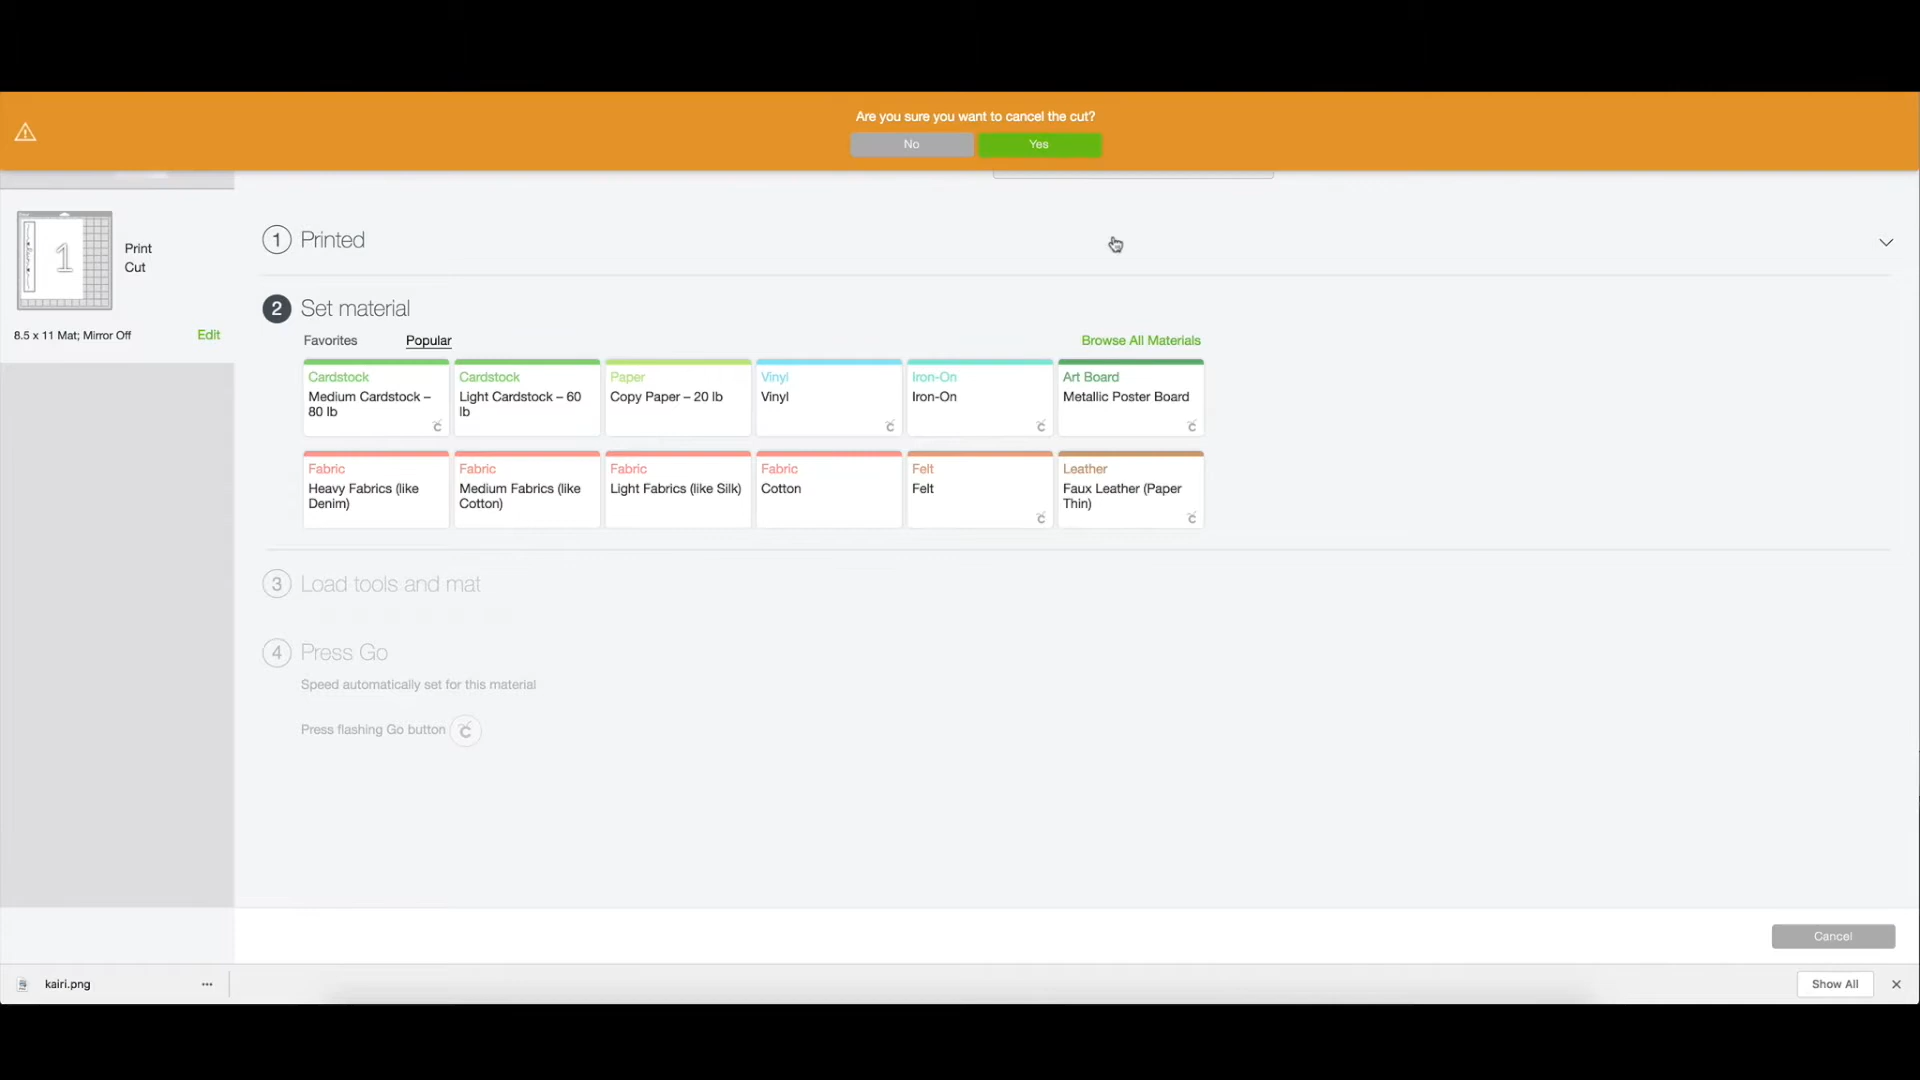 Are you sure you want to cancel the cut?
No
Yes
Print
Cut
8.5 x 11 Mat; Mirror Off
Edit
1 Printed
2 Set material
Favorites
Popular
Browse All Materials
Cardstock
Medium Cardstock – 80 lb
Cardstock
Light Cardstock – 60 lb
Paper
Copy Paper – 20 lb
Vinyl
Vinyl
Iron-On
Iron-On
Art Board
Metallic Poster Board
Fabric
Heavy Fabrics (like Denim)
Fabric
Medium Fabrics (like Cotton)
Fabric
Light Fabrics (like Silk)
Fabric
Cotton
Felt
Felt
Leather
Faux Leather (Paper Thin)
3 Load tools and mat
4 Press Go
Speed automatically set for this material
Press flashing Go button
Cancel
kairi.png
Show All